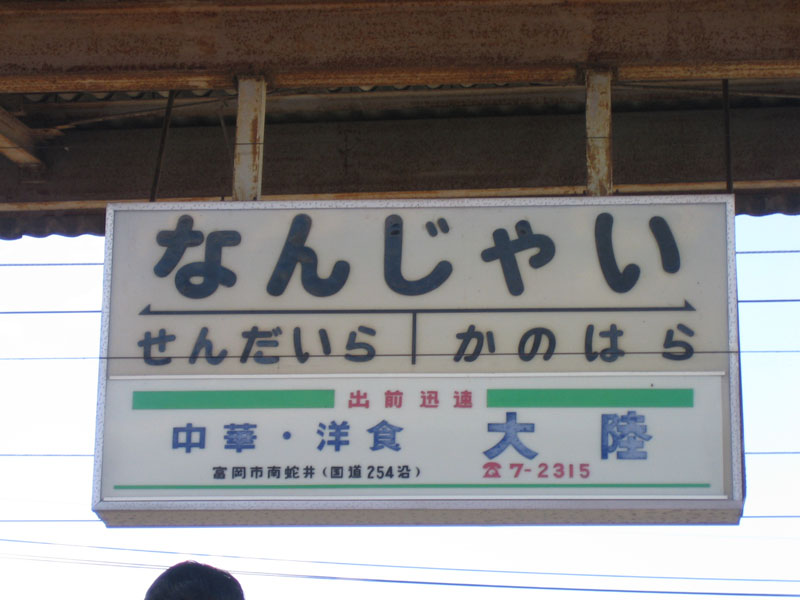 なんじゃい
せんだいら かのはら
出前迅速
中華・洋食 大陸
富岡市南蛇井(国道254沿) ☎7-2315